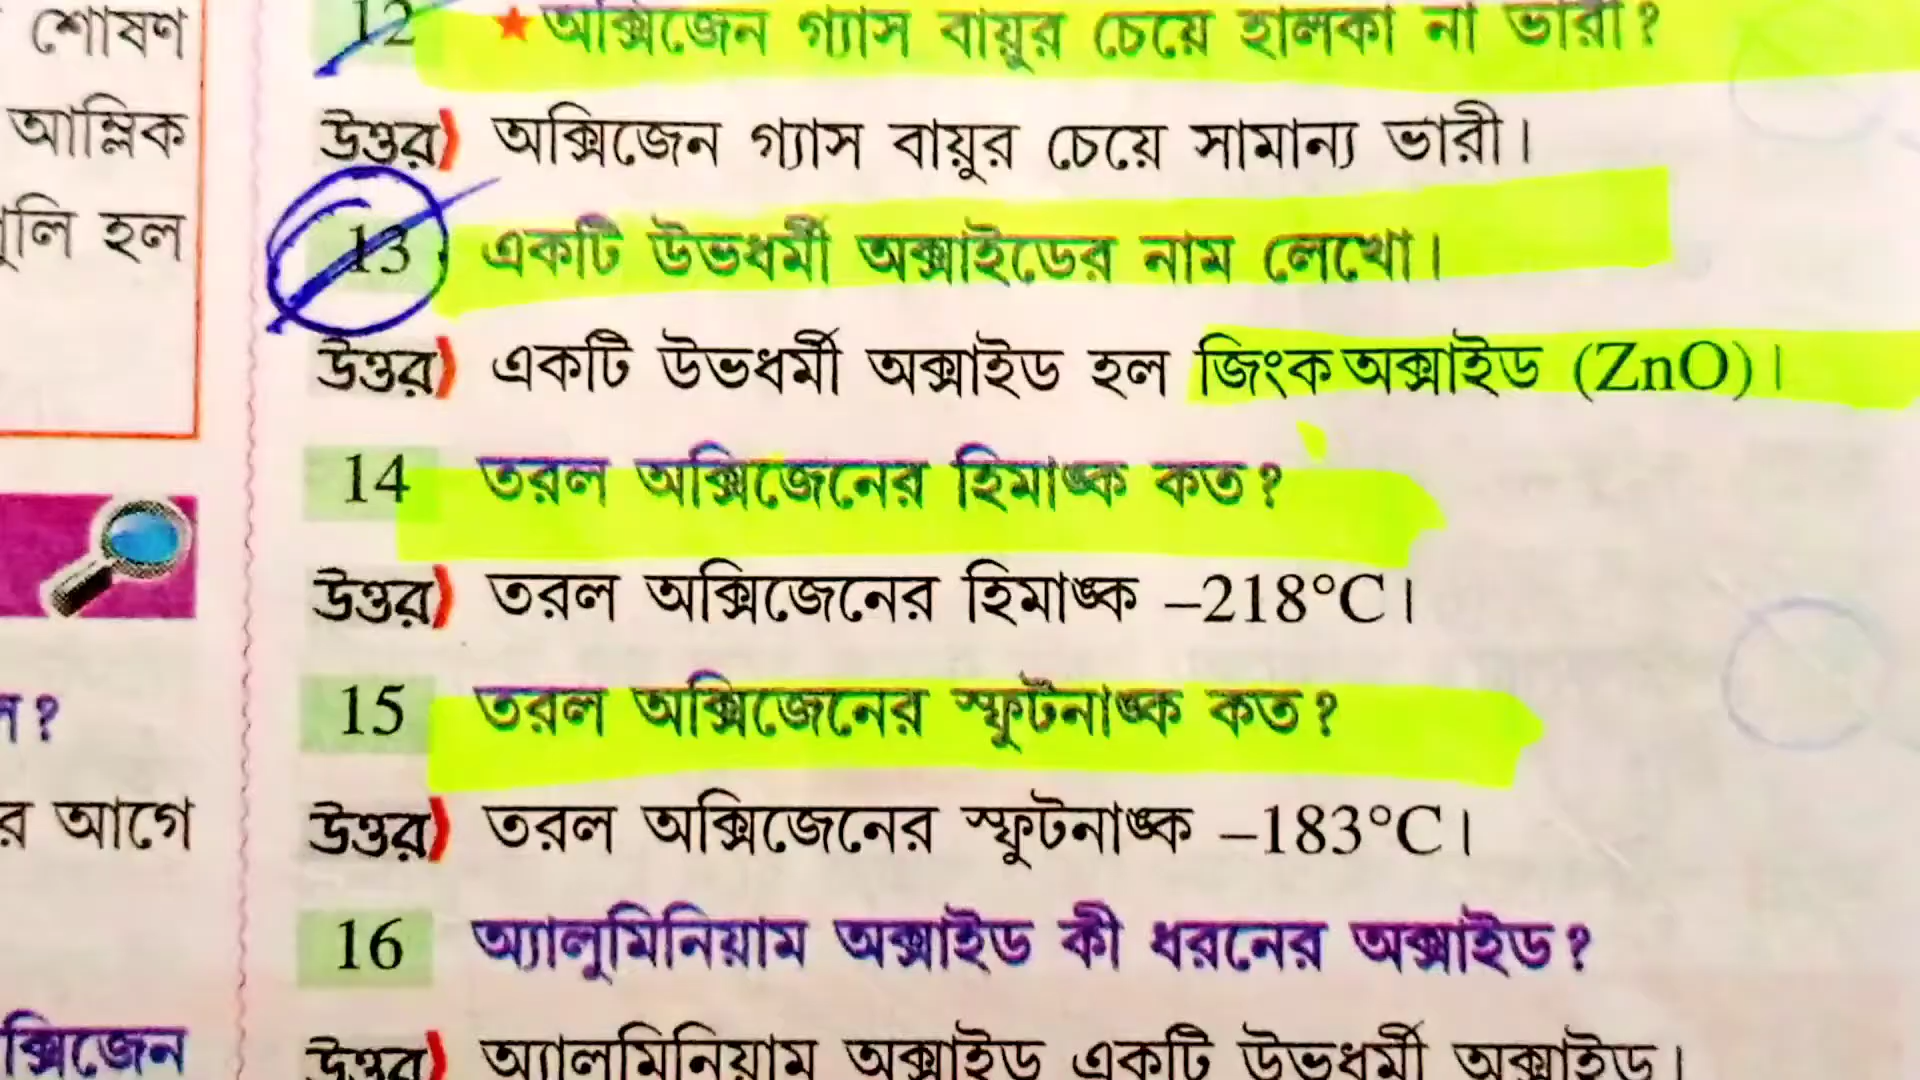 শোষণ
আম্লিক
লি হল
ন?
র আগে
ক্সিজেন
12 ★অক্সিজেন গ্যাস বায়ুর চেয়ে হালকা না ভারী?
উত্তর) অক্সিজেন গ্যাস বায়ুর চেয়ে সামান্য ভারী।
13 একটি উভধর্মী অক্সাইডের নাম লেখো।
উত্তর) একটি উভধর্মী অক্সাইড হল জিংক অক্সাইড (ZnO)।
14 তরল অক্সিজেনের হিমাঙ্ক কত?
উত্তর) তরল অক্সিজেনের হিমাঙ্ক –218°C।
15 তরল অক্সিজেনের স্ফুটনাঙ্ক কত?
উত্তর) তরল অক্সিজেনের স্ফুটনাঙ্ক –183°C।
16 অ্যালুমিনিয়াম অক্সাইড কী ধরনের অক্সাইড?
উত্তর) অ্যালুমিনিয়াম অক্সাইড একটি উভধর্মী অক্সাইড।